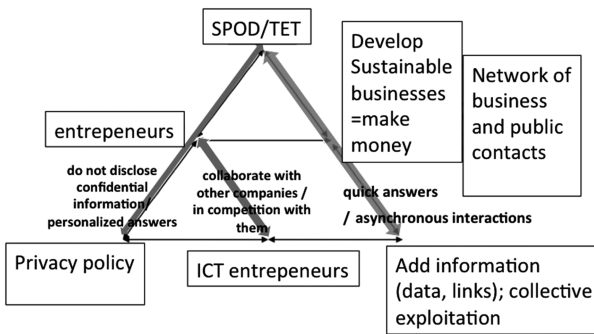 SPOD/TET
Develop
Sustainable
businesses
=make
money
Network of
business
and public
contacts
entrepeneurs
do not disclose
confidential
information/
personalized answers
collaborate with
other companies /
in competition with
them
quick answers
/ asynchronous interactions
Privacy policy
ICT entrepeneurs
Add information
(data, links); collective
exploitation